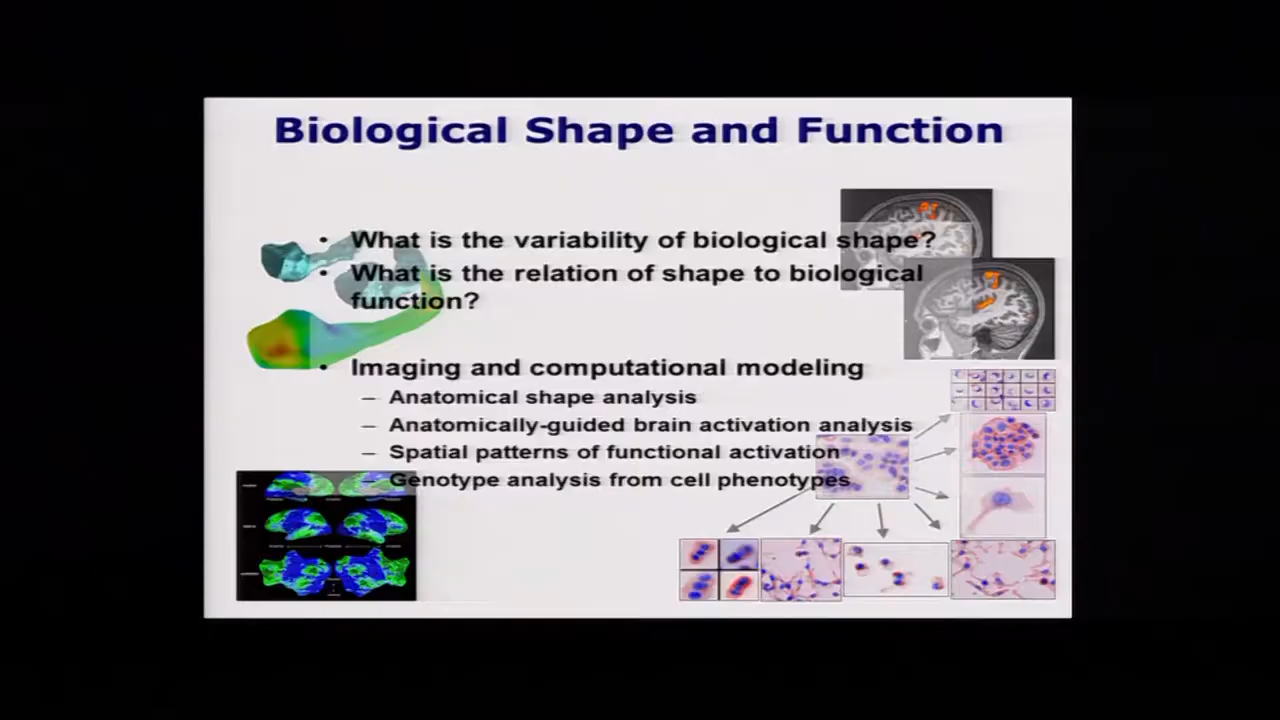 Biological Shape and Function
• What is the variability of biological shape?
• What is the relation of shape to biological
function?
• Imaging and computational modeling
– Anatomical shape analysis
– Anatomically-guided brain activation analysis
– Spatial patterns of functional activation
– Genotype analysis from cell phenotypes